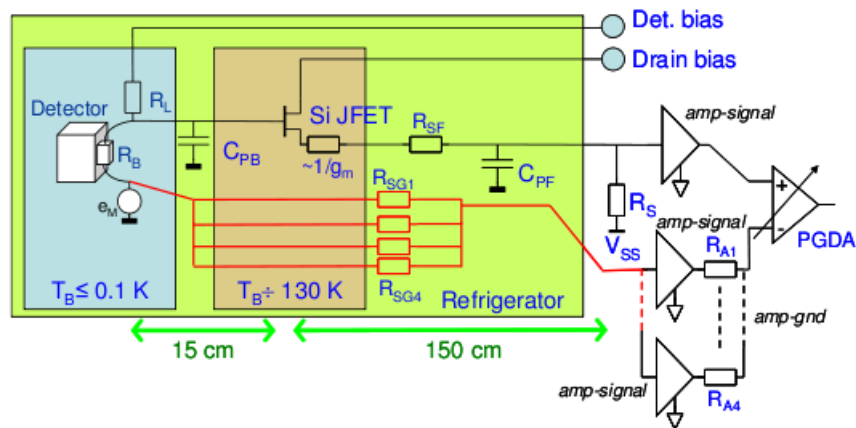 Det. bias
Drain bias
Detector
R_L
Si JFET
R_SF
amp-signal
R_B
C_PB
~1/g_m
C_PF
e_M
R_SG1
R_S
amp-signal
+
-
PGDA
V_SS
R_A1
T_B≤ 0.1 K
T_B÷ 130 K
R_SG4
Refrigerator
amp-gnd
15 cm
150 cm
amp-signal
R_A4